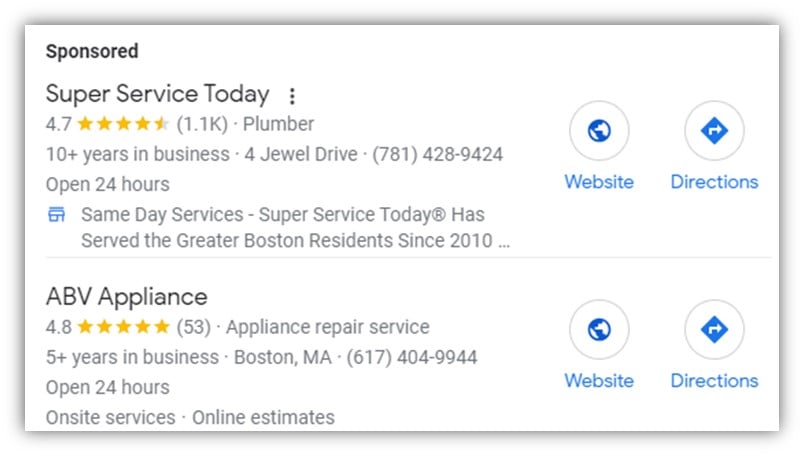 Sponsored
Super Service Today
4.7 (1.1K) · Plumber
10+ years in business · 4 Jewel Drive · (781) 428-9424
Open 24 hours
Same Day Services - Super Service Today® Has
Served the Greater Boston Residents Since 2010 ...
Website
Directions
ABV Appliance
4.8 (53) · Appliance repair service
5+ years in business · Boston, MA · (617) 404-9944
Open 24 hours
Onsite services · Online estimates
Website
Directions